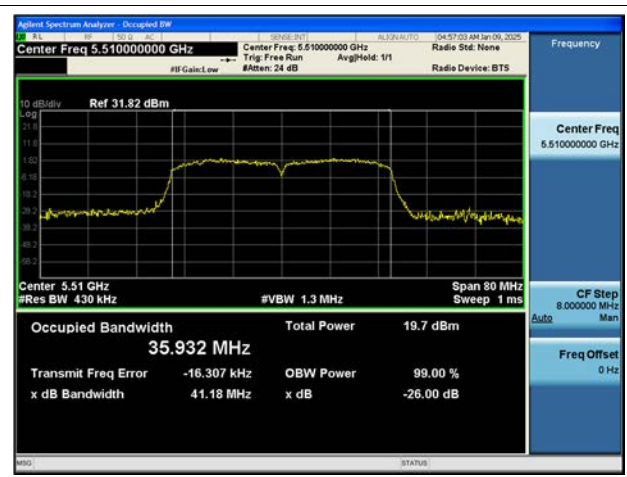 Agilent Spectrum Analyzer - Occupied BW
RL RF 50 Ω AC SENSE:INT ALIGNAUTO 04:57:03 AM Jan 09, 2025
Center Freq 5.510000000 GHz Center Freq: 5.510000000 GHz Radio Std: None Frequency
Trig: Free Run Avg|Hold: 1/1
#IFGain:Low #Atten: 24 dB Radio Device: BTS
10 dB/div Ref 31.82 dBm
Log
21.8
11.8
1.82
-8.18
-18.2
-28.2
-38.2
-48.2
-58.2
Center Freq
5.510000000 GHz
Center 5.51 GHz Span 80 MHz
#Res BW 430 kHz #VBW 1.3 MHz Sweep 1 ms
CF Step
8.000000 MHz
Auto Man
Occupied Bandwidth Total Power 19.7 dBm
35.932 MHz
Freq Offset
0 Hz
Transmit Freq Error -16.307 kHz OBW Power 99.00 %
x dB Bandwidth 41.18 MHz x dB -26.00 dB
MSG STATUS